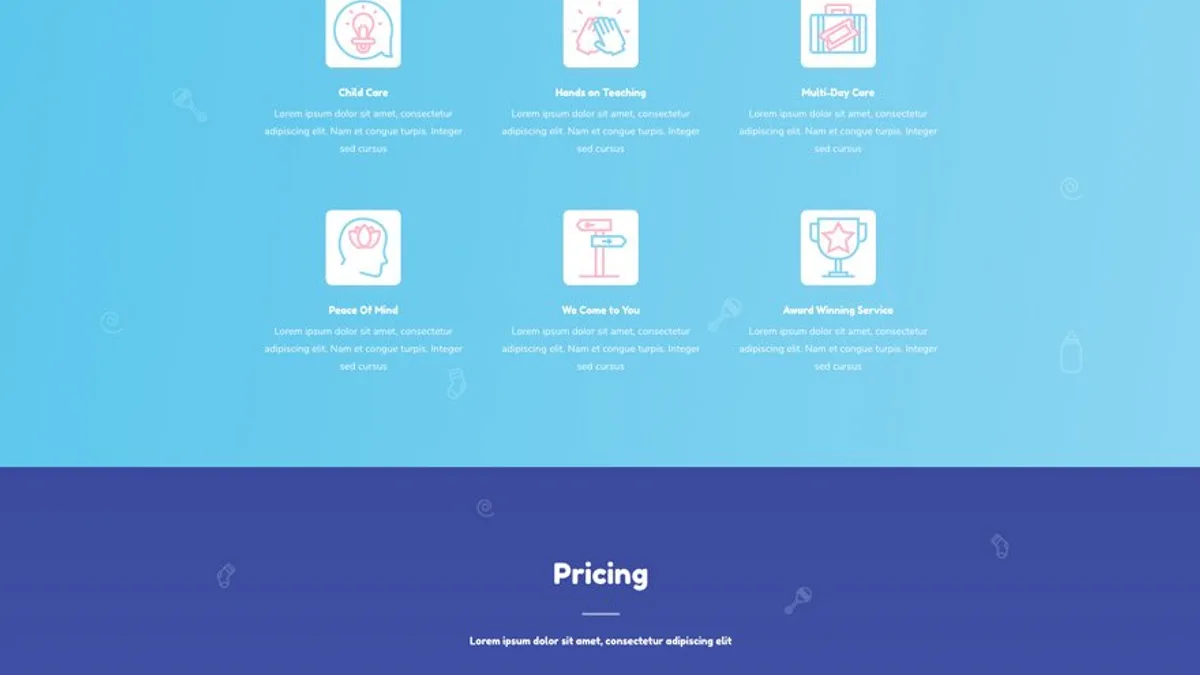 Child Care
Lorem ipsum dolor sit amet, consectetur
adipiscing elit. Nam et congue turpis. Integer
sed cursus
Hands on Teaching
Lorem ipsum dolor sit amet, consectetur
adipiscing elit. Nam et congue turpis. Integer
sed cursus
Multi-Day Care
Lorem ipsum dolor sit amet, consectetur
adipiscing elit. Nam et congue turpis. Integer
sed cursus
Peace Of Mind
Lorem ipsum dolor sit amet, consectetur
adipiscing elit. Nam et congue turpis. Integer
sed cursus
We Come to You
Lorem ipsum dolor sit amet, consectetur
adipiscing elit. Nam et congue turpis. Integer
sed cursus
Award Winning Service
Lorem ipsum dolor sit amet, consectetur
adipiscing elit. Nam et congue turpis. Integer
sed cursus
Pricing
Lorem ipsum dolor sit amet, consectetur adipiscing elit